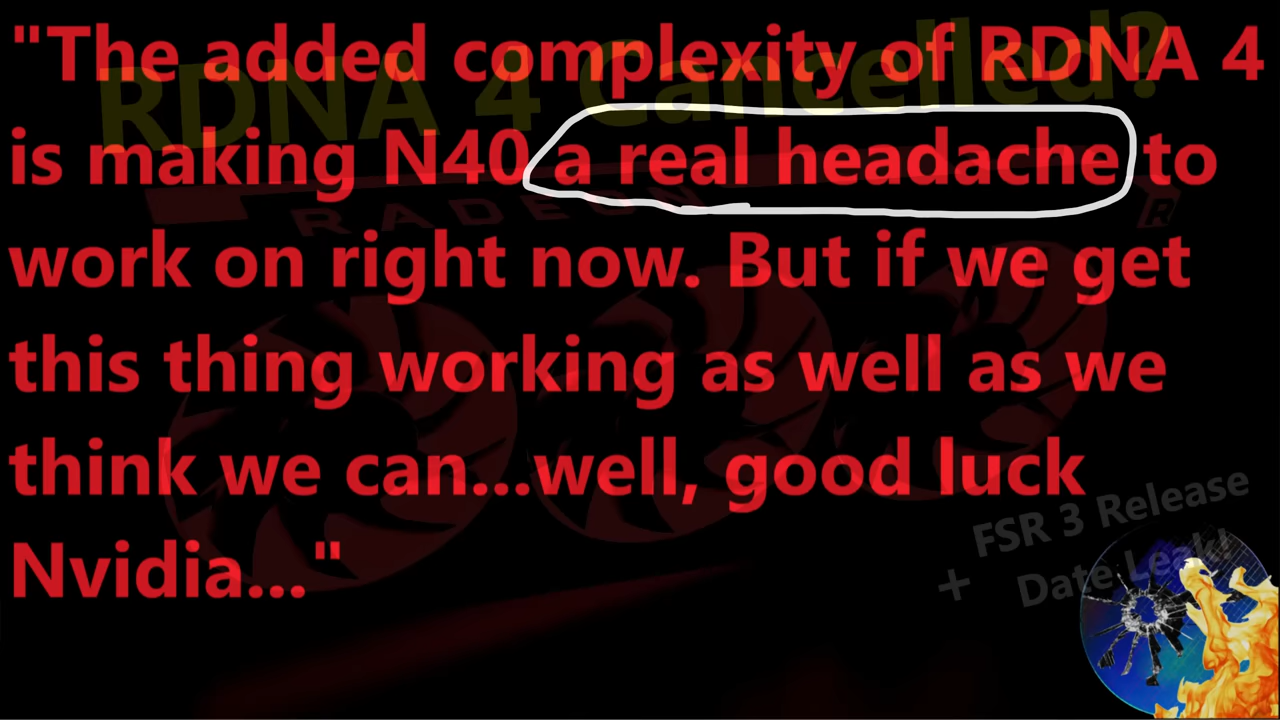 "The added complexity of RDNA 4
is making N40 a real headache to
work on right now. But if we get
this thing working as well as we
think we can...well, good luck
Nvidia..."
RDNA 4 Cancelled?
RADEON
R
+ FSR 3 Release
Date Leak!